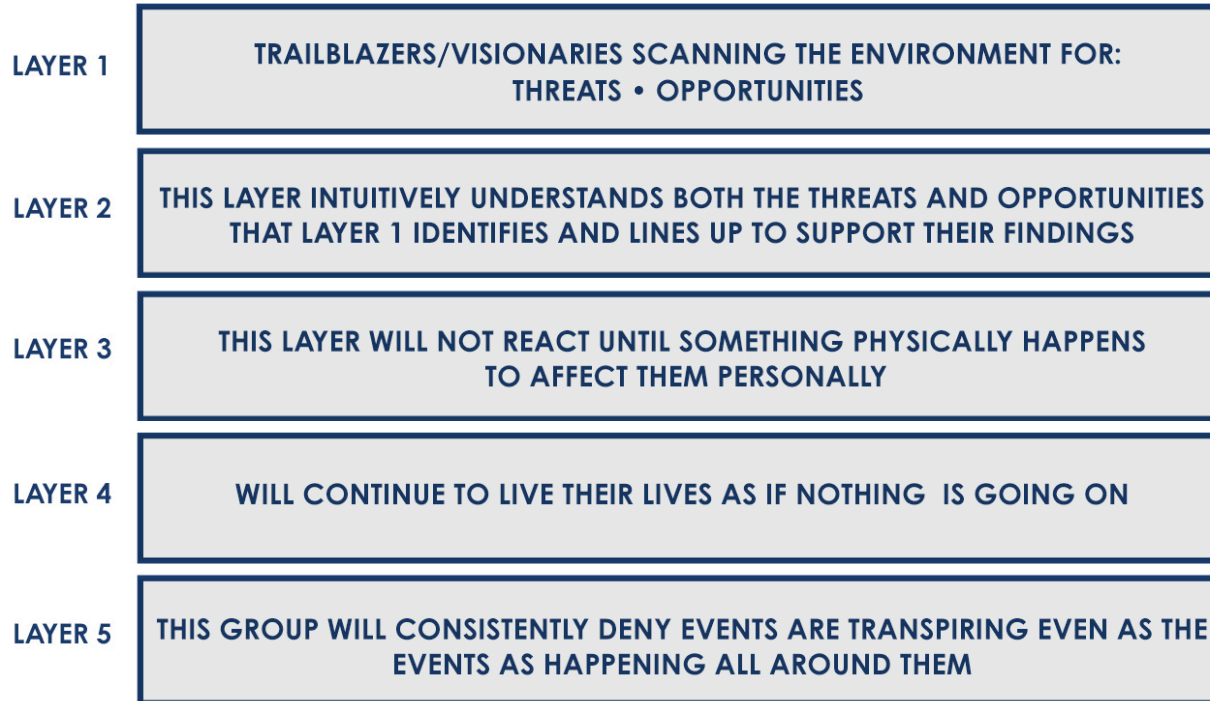 LAYER 1
TRAILBLAZERS/VISIONARIES SCANNING THE ENVIRONMENT FOR:
THREATS • OPPORTUNITIES
LAYER 2
THIS LAYER INTUITIVELY UNDERSTANDS BOTH THE THREATS AND OPPORTUNITIES
THAT LAYER 1 IDENTIFIES AND LINES UP TO SUPPORT THEIR FINDINGS
LAYER 3
THIS LAYER WILL NOT REACT UNTIL SOMETHING PHYSICALLY HAPPENS
TO AFFECT THEM PERSONALLY
LAYER 4
WILL CONTINUE TO LIVE THEIR LIVES AS IF NOTHING IS GOING ON
LAYER 5
THIS GROUP WILL CONSISTENTLY DENY EVENTS ARE TRANSPIRING EVEN AS THE
EVENTS AS HAPPENING ALL AROUND THEM